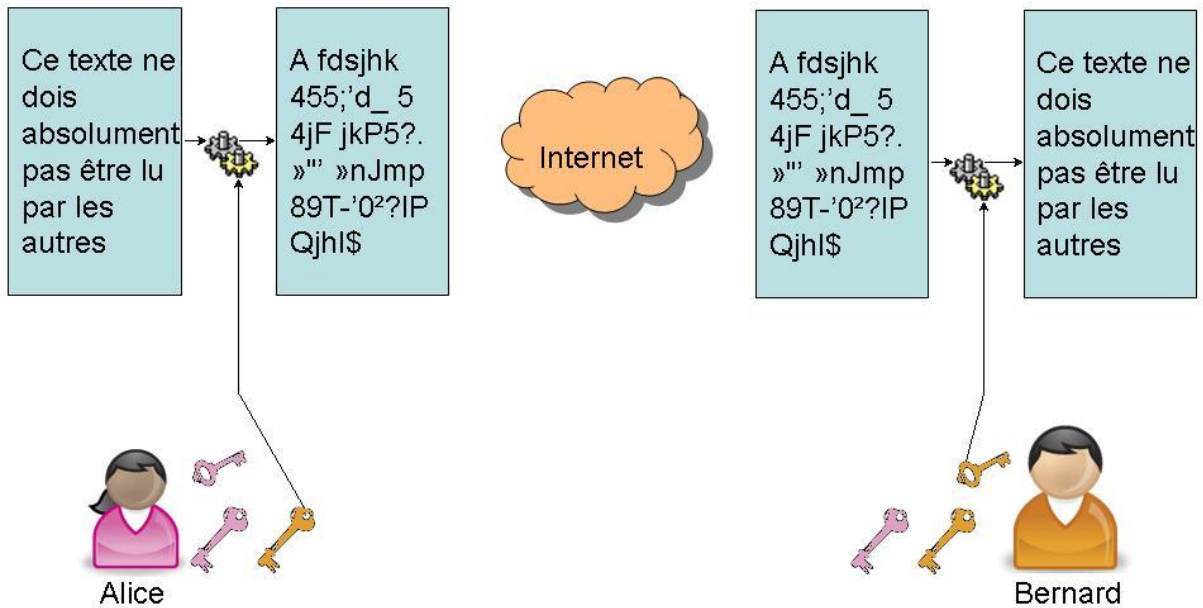 Ce texte ne
dois
absolument
pas être lu
par les
autres
A fdsjhk
455;’d_ 5
4jF jkP5?.
»"’ »nJmp
89T-’0²?IP
QjhI$
Internet
A fdsjhk
455;’d_ 5
4jF jkP5?.
»"’ »nJmp
89T-’0²?IP
QjhI$
Ce texte ne
dois
absolument
pas être lu
par les
autres
Alice
Bernard